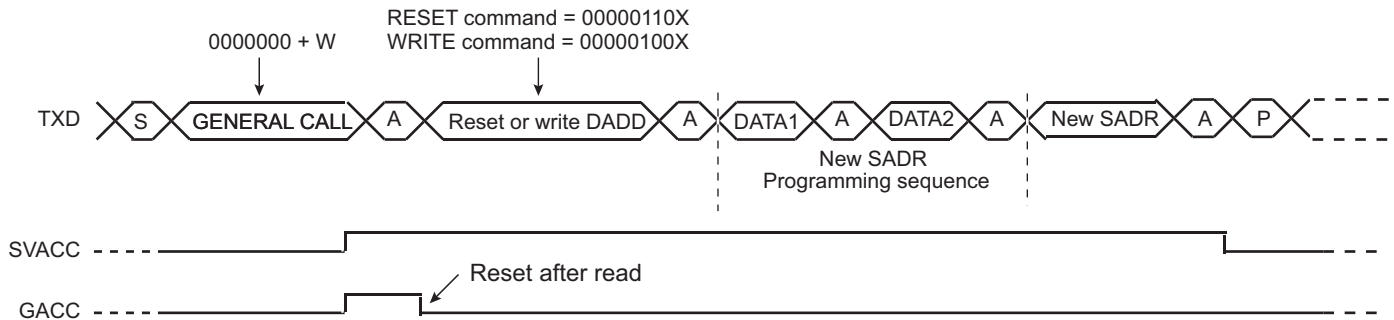 RESET command = 00000110X
0000000 + W WRITE command = 00000100X
TXD S GENERAL CALL A Reset or write DADD A DATA1 A DATA2 A New SADR A P
New SADR
Programming sequence
SVACC
Reset after read
GACC